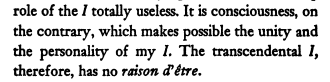 role of the I totally useless. It is consciousness, on
the contrary, which makes possible the unity and
the personality of my I. The transcendental I,
therefore, has no raison d'être.